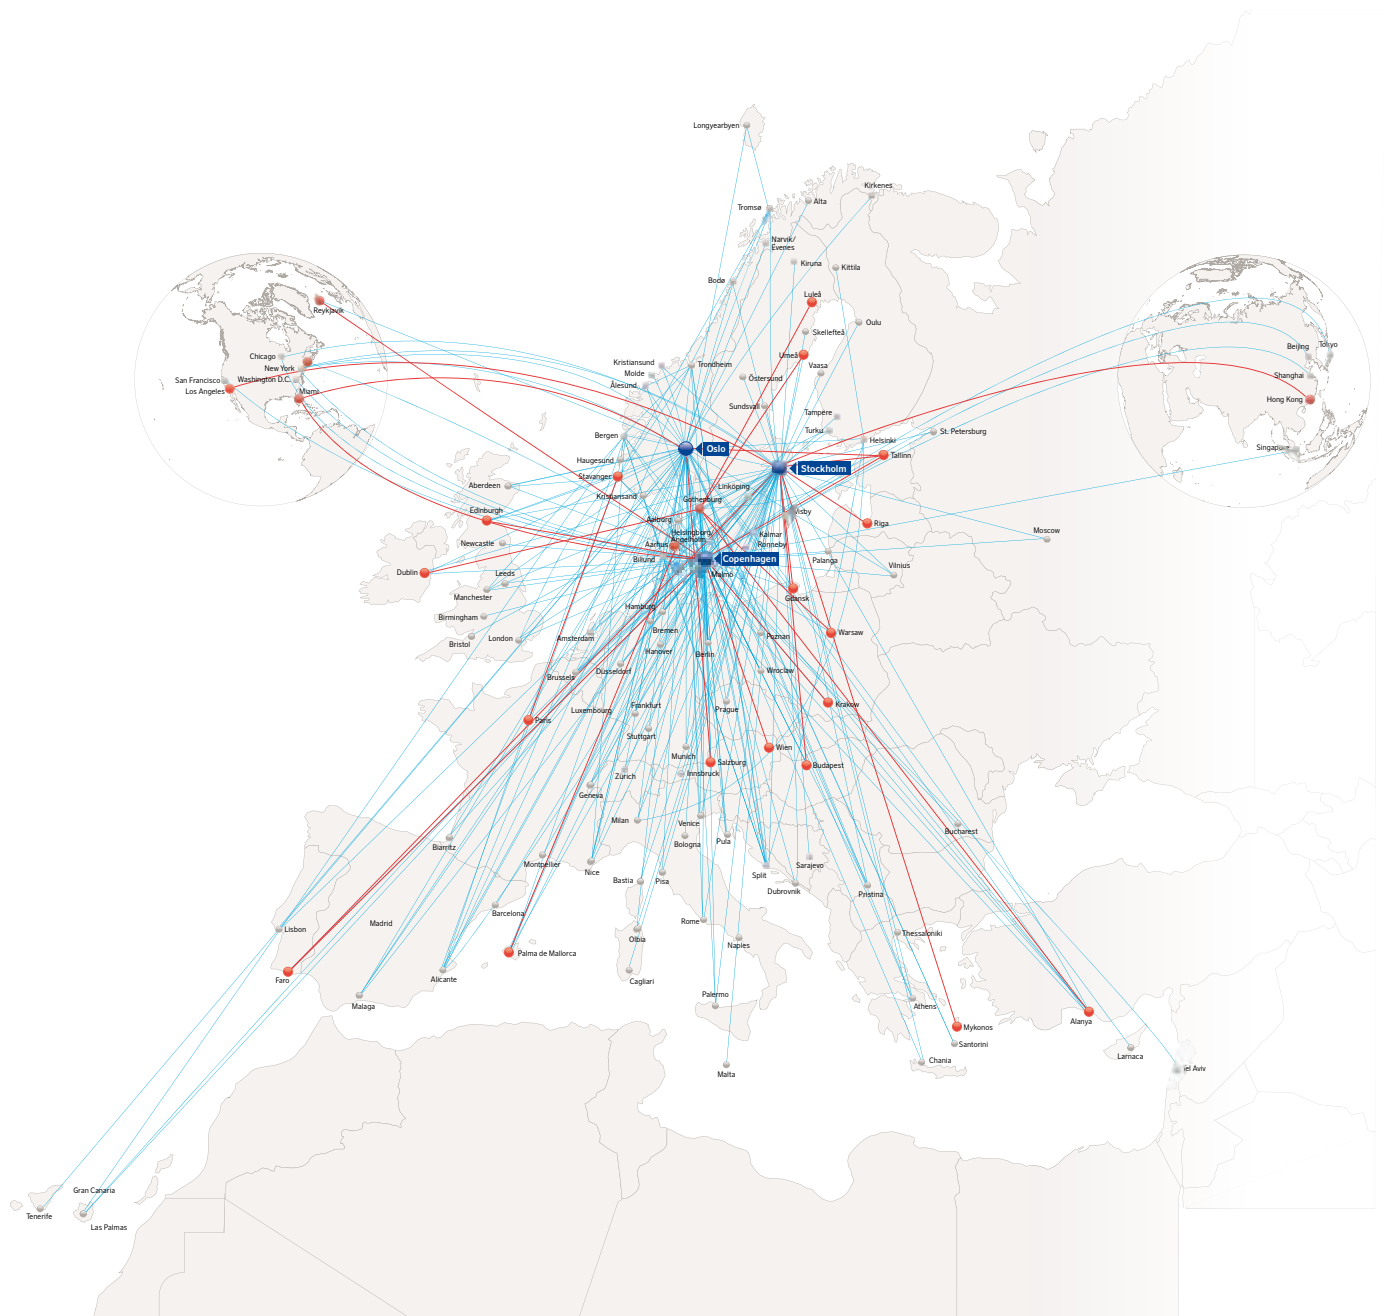 Longyearbyen
Kirkenes
Alta
Tromsø
Narvik/
Evenes
Kiruna
Kittila
Bodø
Luleå
Reykjavik
Oulu
Skellefteå
Umeå
Vaasa
Chicago
New York
San Francisco
Washington D.C.
Los Angeles
Miami
Kristiansund
Molde
Ålesund
Trondheim
Östersund
Sundsvall
Beijing
Tokyo
Shanghai
Hong Kong
Singapure
Tampere
Turku
Bergen
Oslo
Helsinki
St. Petersburg
Tallinn
Haugesund
Stavanger
Stockholm
Aberdeen
Kristiansand
Linköping
Gothenburg
Visby
Edinburgh
Aalborg
Riga
Moscow
Helsingborg
Ängelholm
Kalmar
Ronneby
Newcastle
Aarhus
Billund
Copenhagen
Palanga
Vilnius
Dublin
Leeds
Malmö
Manchester
Gdansk
Hamburg
Birmingham
Bremen
Bristol
London
Amsterdam
Hanover
Berlin
Poznan
Warsaw
Brussels
Düsseldorf
Wroclaw
Luxembourg
Frankfurt
Prague
Krakow
Paris
Stuttgart
Munich
Wien
Salzburg
Budapest
Zürich
Innsbruck
Geneva
Milan
Venice
Bucharest
Biarritz
Bologna
Pula
Montpellier
Nice
Sarajevo
Bastia
Pisa
Split
Dubrovnik
Pristina
Barcelona
Madrid
Lisbon
Rome
Olbia
Naples
Thessaloniki
Palma de Mallorca
Faro
Alicante
Cagliari
Malaga
Palermo
Athens
Mykonos
Alanya
Santorini
Chania
Larnaca
Malta
Tel Aviv
Gran Canaria
Tenerife
Las Palmas